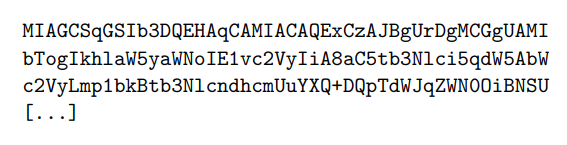 MIAGCSqGSIb3DQEHAqCAMIACAQExCzAJBgUrDgMCGgUAMI
bTogIkhlaW5yaWNoIE1vc2VyIiA8aC5tb3Nlci5qdW5AbW
c2VyLmp1bkBtb3NlcndhcmUuYXQ+DQpTdWJqZWN0OiBNSU
[...]